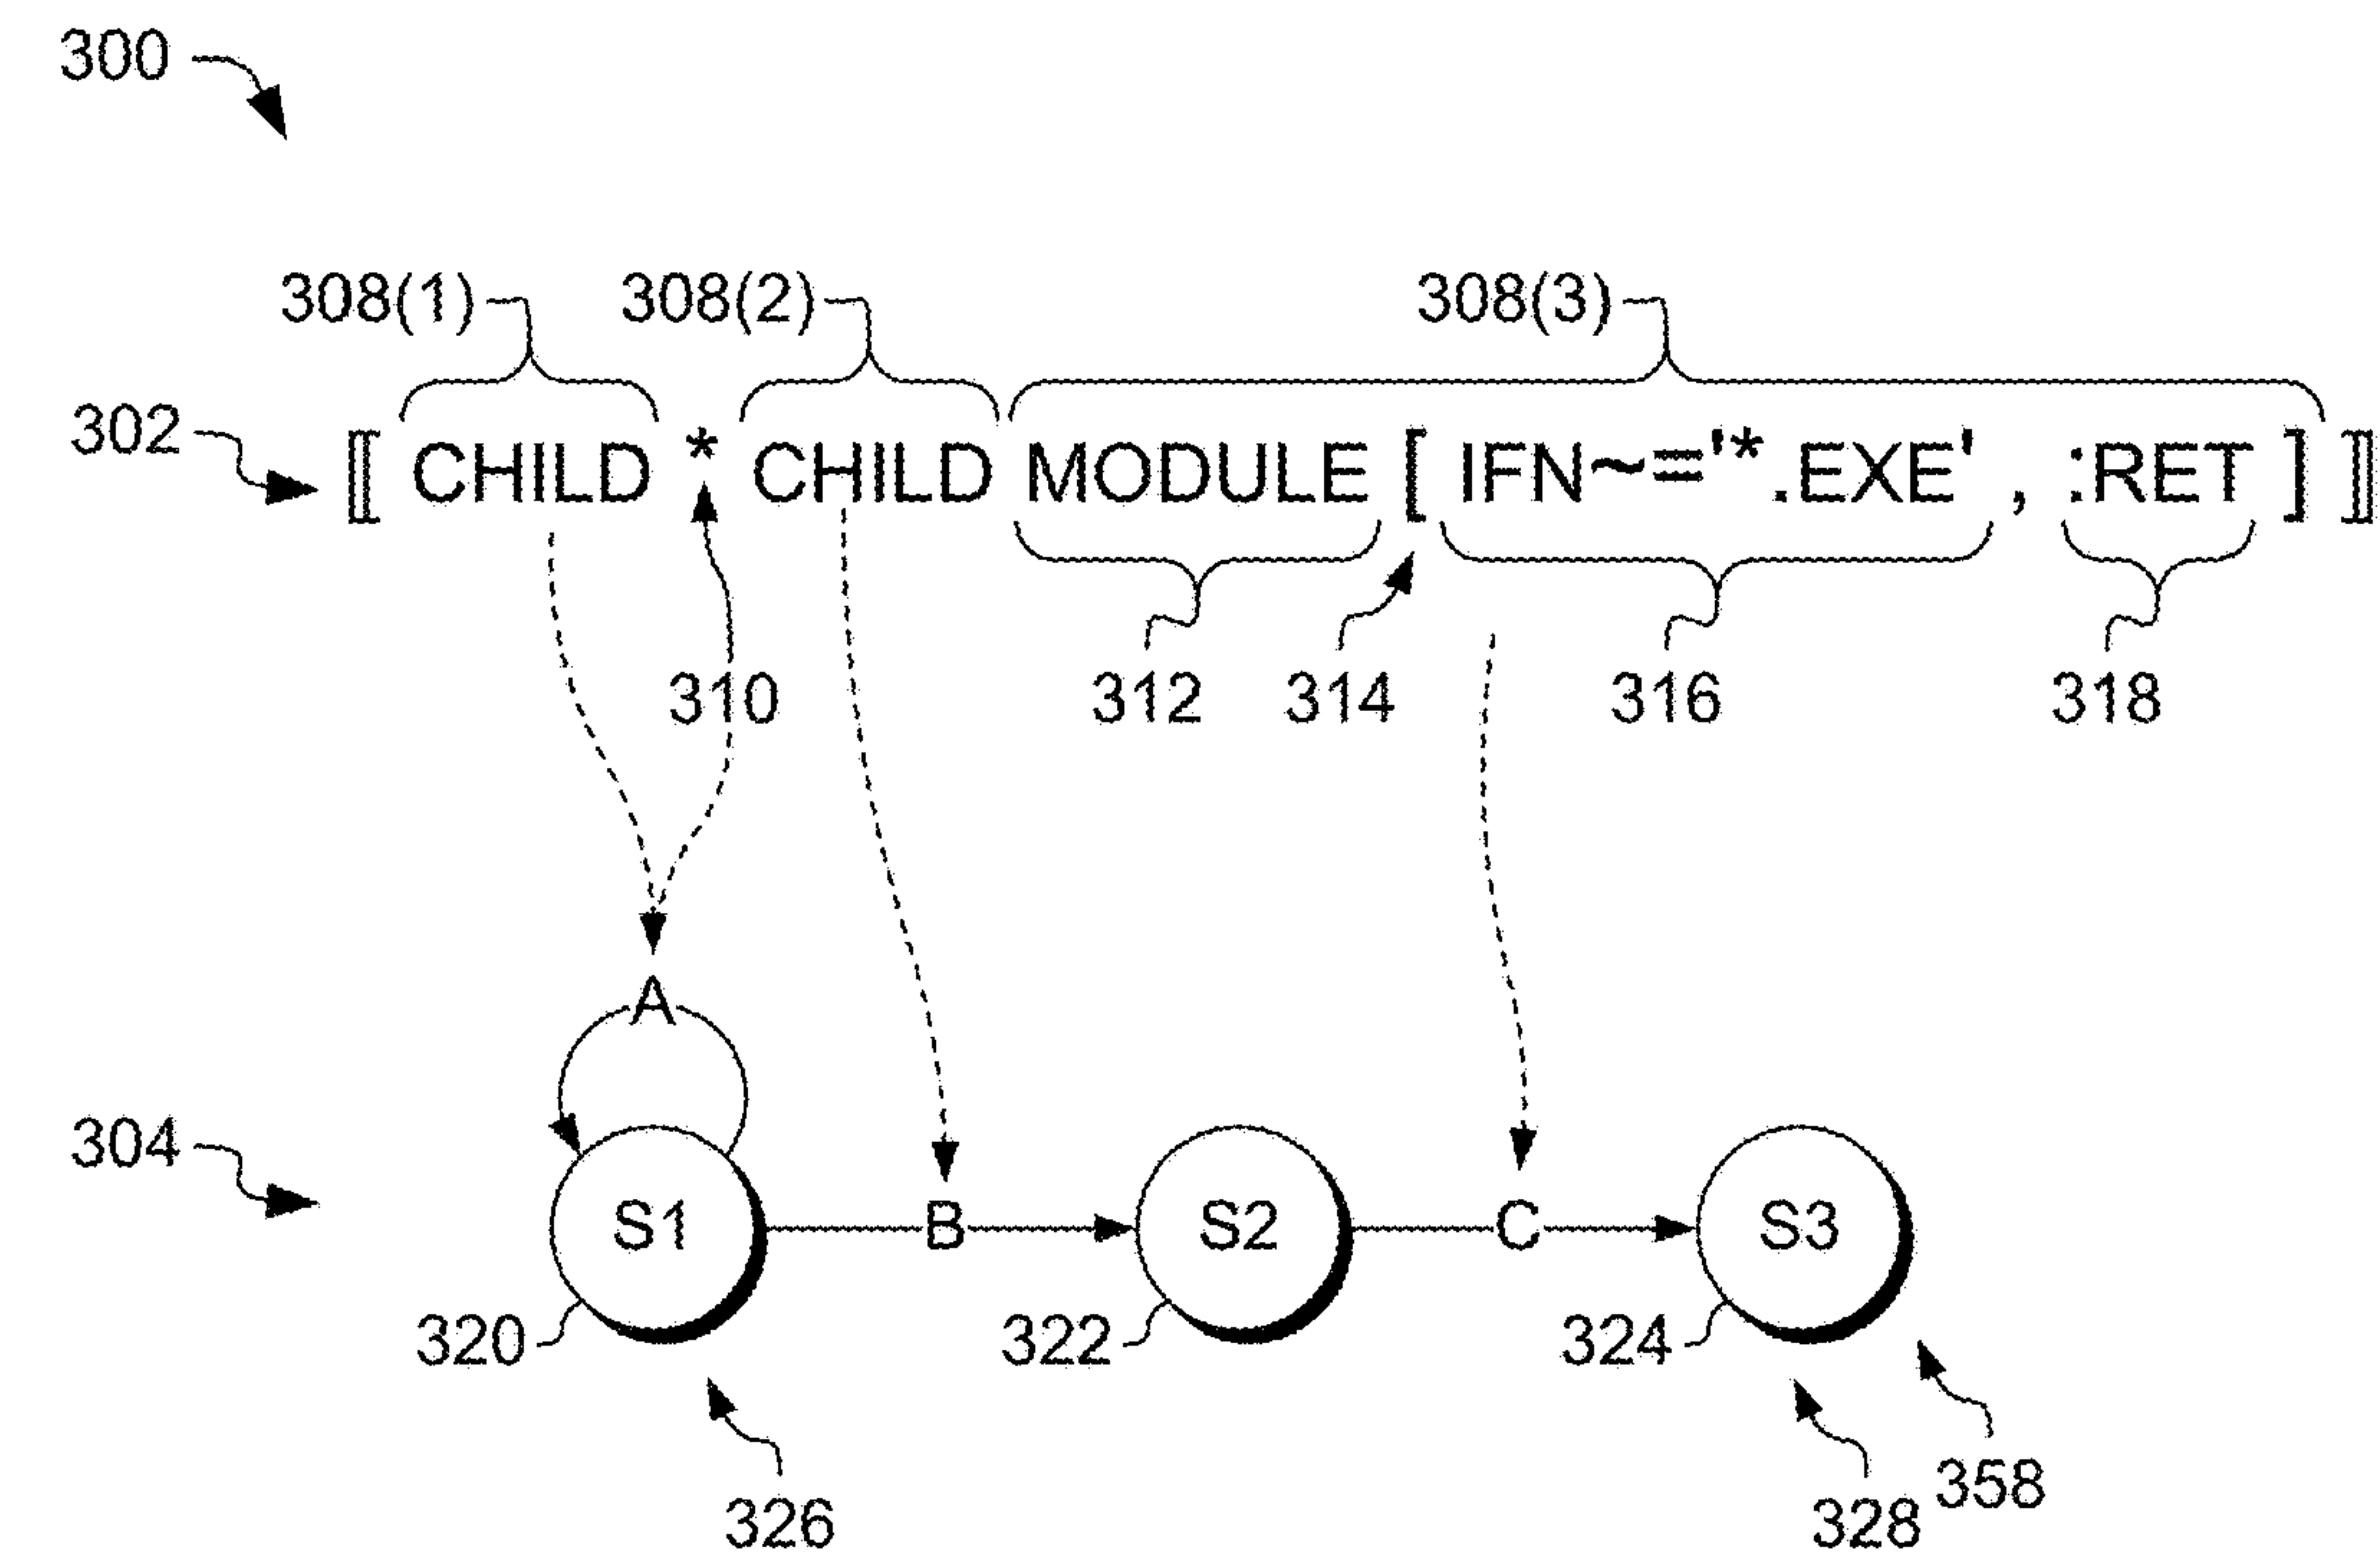 300
308(1) 308(2) 308(3)
302 ⟦ CHILD * CHILD MODULE [ IFN~='*.EXE' , :RET ] ⟧
310 312 314 316 318
A
304 S1 B S2 C S3
320 322 324
326 328 358